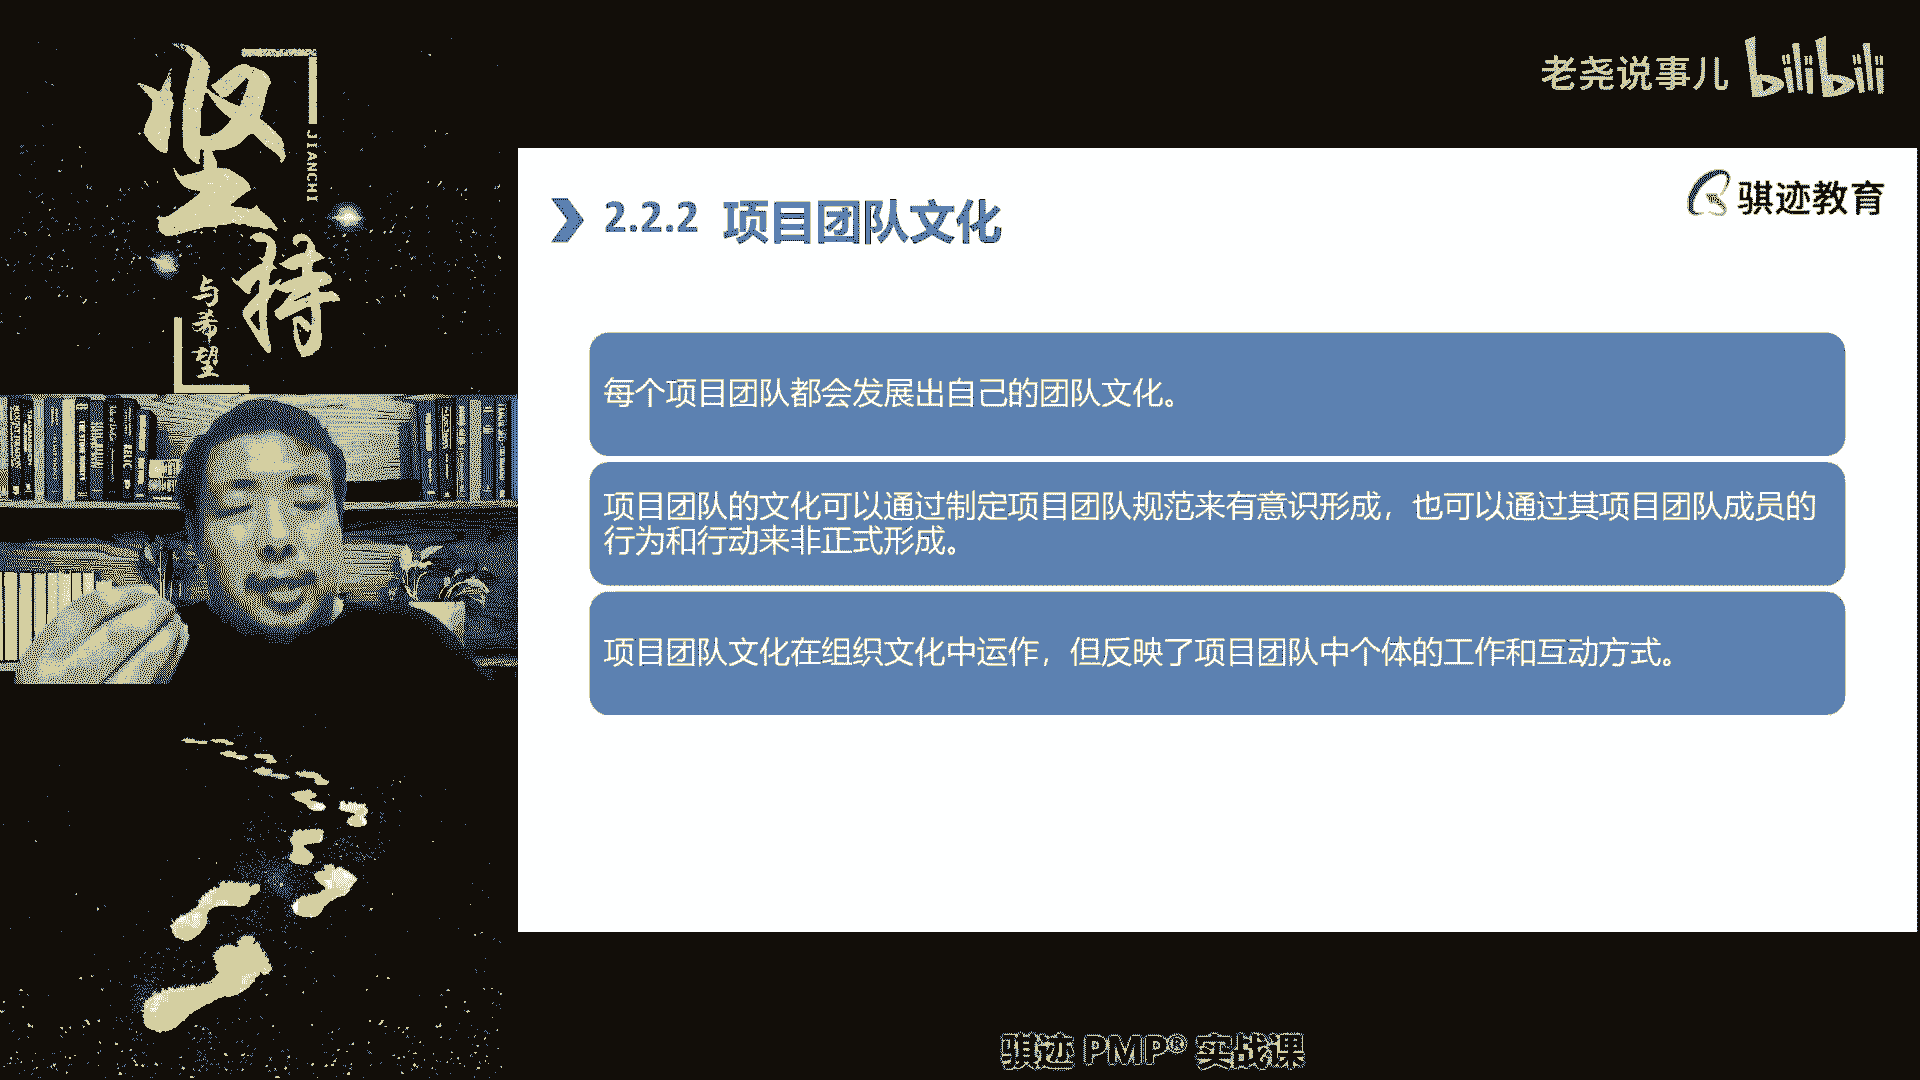 坚持
JIANCHI
与希望
老尧说事儿 bilibili
骐迹教育
2.2.2 项目团队文化
每个项目团队都会发展出自己的团队文化。
项目团队的文化可以通过制定项目团队规范来有意识形成，也可以通过其项目团队成员的
行为和行动来非正式形成。
项目团队文化在组织文化中运作，但反映了项目团队中个体的工作和互动方式。
骐迹 PMP® 实战课